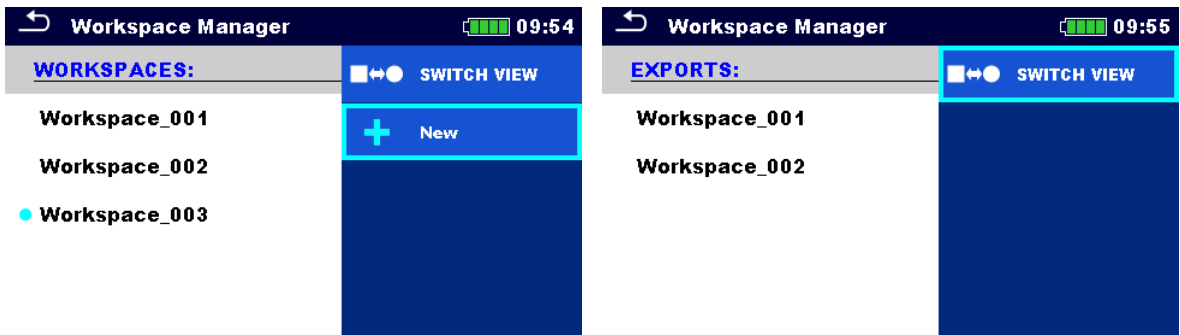 Workspace Manager 09:54
WORKSPACES:
SWITCH VIEW
Workspace_001
New
Workspace_002
Workspace_003
Workspace Manager 09:55
EXPORTS:
SWITCH VIEW
Workspace_001
Workspace_002